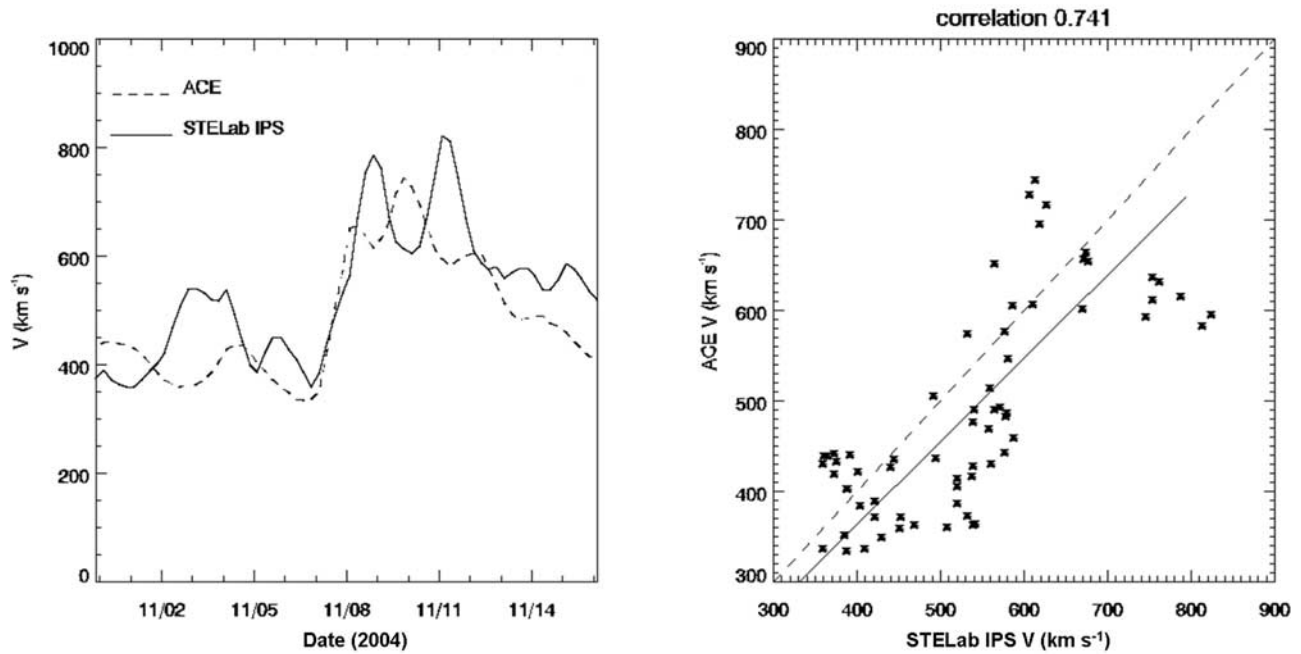 1000
800
600
400
200
0
V (km s⁻¹)
ACE
STELab IPS
11/02 11/05 11/08 11/11 11/14
Date (2004)
correlation 0.741
900
800
700
600
500
400
300
ACE V (km s⁻¹)
300 400 500 600 700 800 900
STELab IPS V (km s⁻¹)